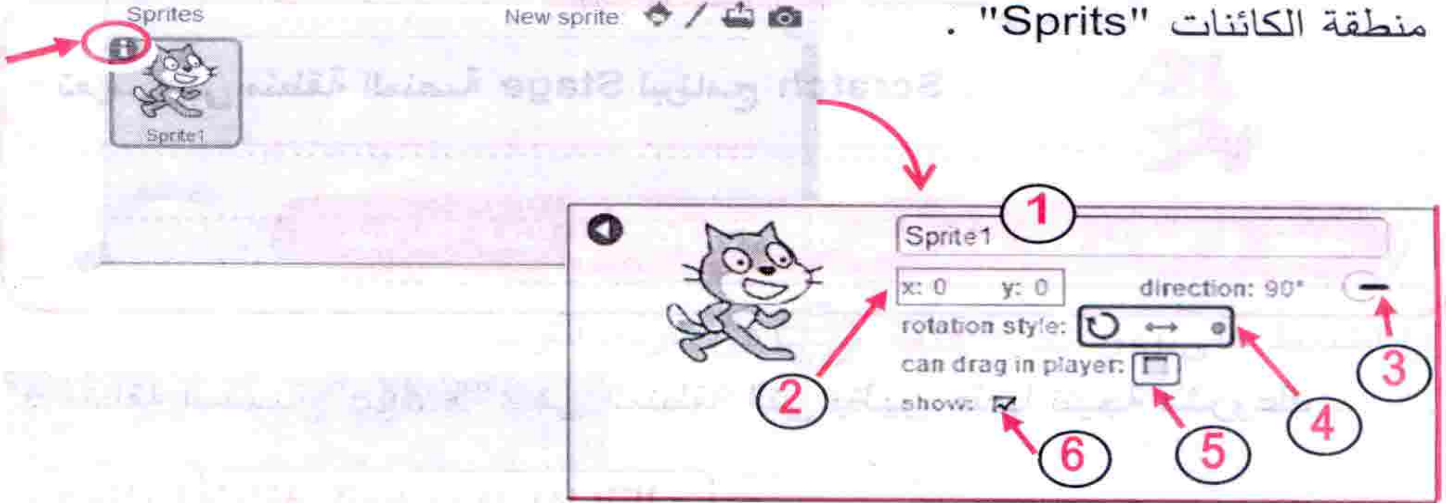 منطقة الكائنات "Sprits" .
Sprites
New sprite:
Sprite1
1
Sprite1
x: 0 y: 0 direction: 90°
rotation style:
can drag in player:
show:
2
3
4
5
6